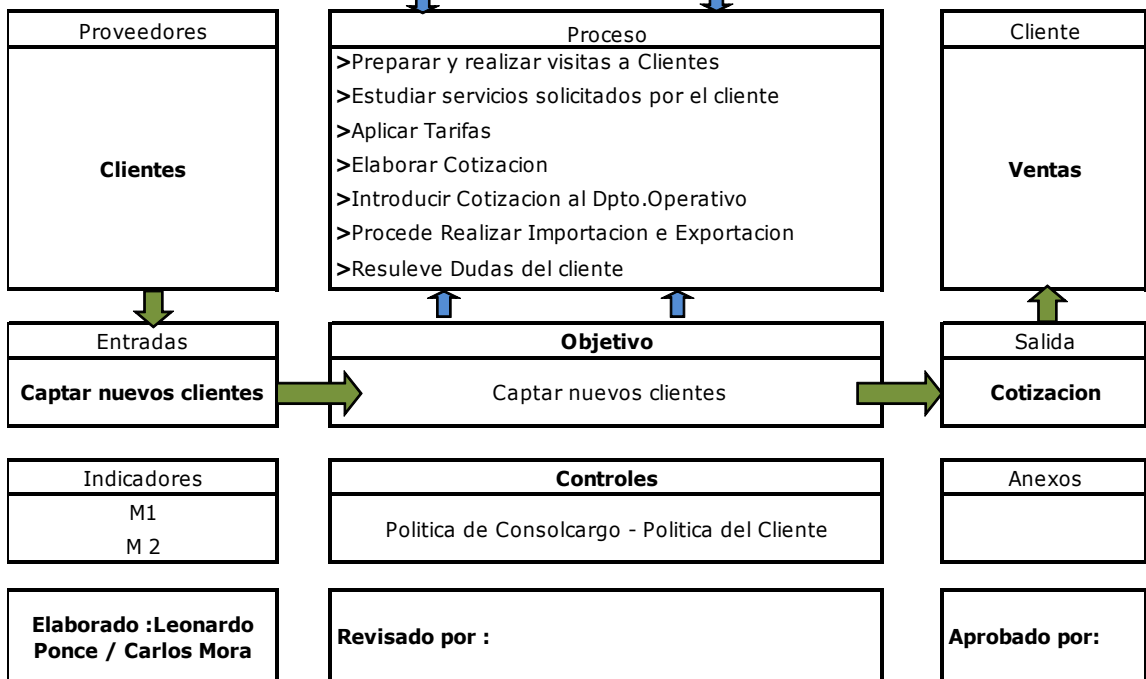 Proveedores
Clientes
Proceso
>Preparar y realizar visitas a Clientes
>Estudiar servicios solicitados por el cliente
>Aplicar Tarifas
>Elaborar Cotizacion
>Introducir Cotizacion al Dpto.Operativo
>Procede Realizar Importacion e Exportacion
>Resuleve Dudas del cliente
Cliente
Ventas
Entradas
Captar nuevos clientes
Objetivo
Captar nuevos clientes
Salida
Cotizacion
Indicadores
M1
M 2
Controles
Politica de Consolcargo - Politica del Cliente
Anexos
Elaborado :Leonardo
Ponce / Carlos Mora
Revisado por :
Aprobado por: